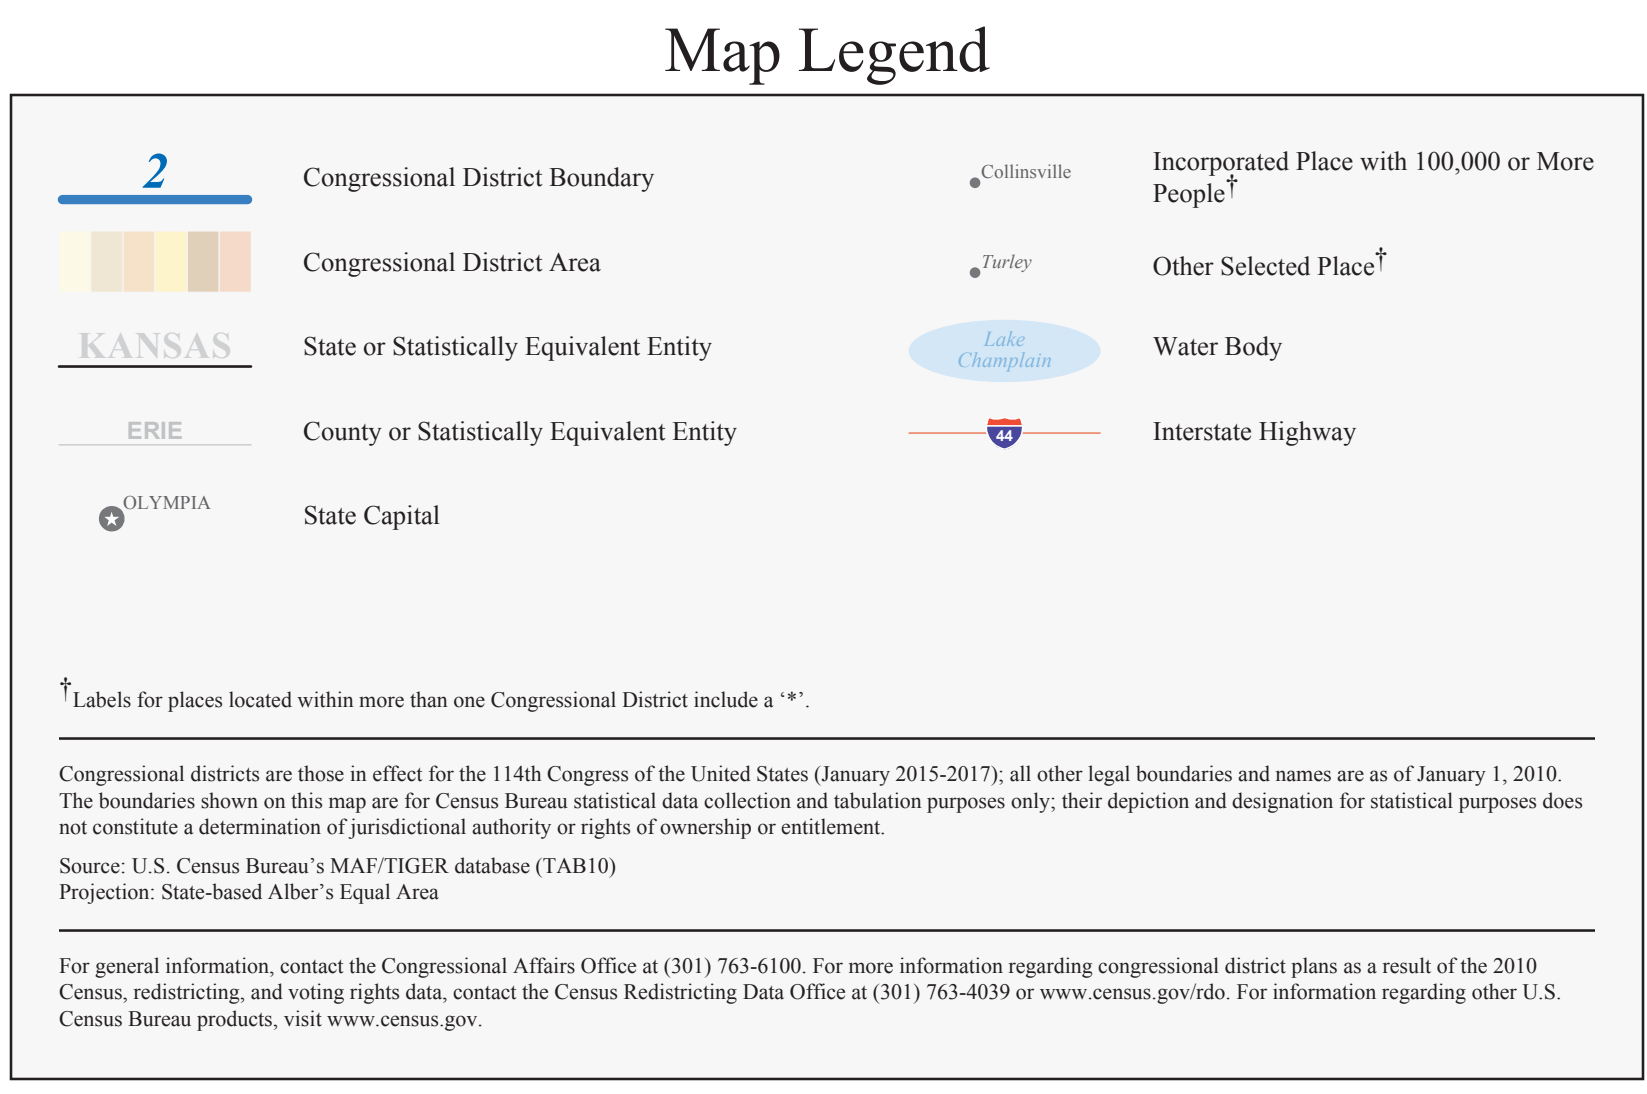 Map Legend
2
Congressional District Boundary
Congressional District Area
KANSAS
State or Statistically Equivalent Entity
ERIE
County or Statistically Equivalent Entity
OLYMPIA
State Capital
Collinsville
Incorporated Place with 100,000 or More
People†
Turley
Other Selected Place†
Lake
Champlain
Water Body
44
Interstate Highway
†Labels for places located within more than one Congressional District include a ‘*’.
Congressional districts are those in effect for the 114th Congress of the United States (January 2015-2017); all other legal boundaries and names are as of January 1, 2010.
The boundaries shown on this map are for Census Bureau statistical data collection and tabulation purposes only; their depiction and designation for statistical purposes does
not constitute a determination of jurisdictional authority or rights of ownership or entitlement.
Source: U.S. Census Bureau’s MAF/TIGER database (TAB10)
Projection: State-based Alber’s Equal Area
For general information, contact the Congressional Affairs Office at (301) 763-6100. For more information regarding congressional district plans as a result of the 2010
Census, redistricting, and voting rights data, contact the Census Redistricting Data Office at (301) 763-4039 or www.census.gov/rdo. For information regarding other U.S.
Census Bureau products, visit www.census.gov.